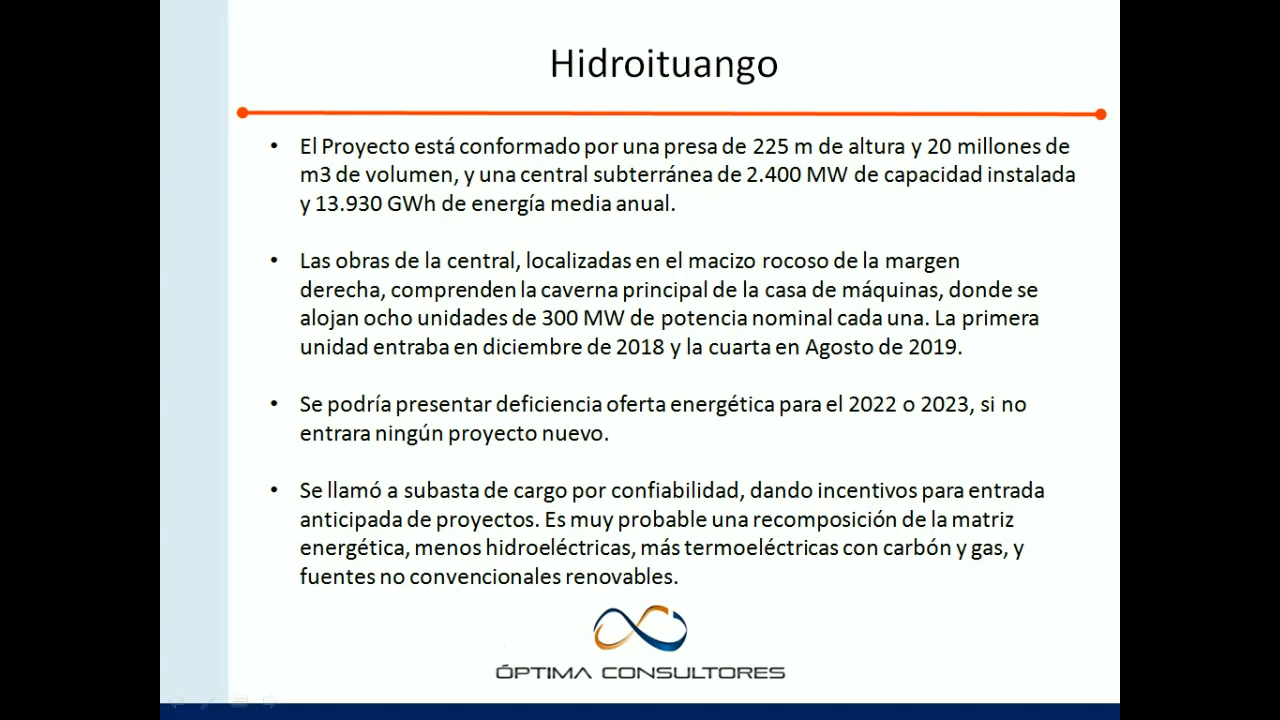 Hidroituango
• El Proyecto está conformado por una presa de 225 m de altura y 20 millones de
m3 de volumen, y una central subterránea de 2.400 MW de capacidad instalada
y 13.930 GWh de energía media anual.
• Las obras de la central, localizadas en el macizo rocoso de la margen
derecha, comprenden la caverna principal de la casa de máquinas, donde se
alojan ocho unidades de 300 MW de potencia nominal cada una. La primera
unidad entraba en diciembre de 2018 y la cuarta en Agosto de 2019.
• Se podría presentar deficiencia oferta energética para el 2022 o 2023, si no
entrara ningún proyecto nuevo.
• Se llamó a subasta de cargo por confiabilidad, dando incentivos para entrada
anticipada de proyectos. Es muy probable una recomposición de la matriz
energética, menos hidroeléctricas, más termoeléctricas con carbón y gas, y
fuentes no convencionales renovables.
ÓPTIMA CONSULTORES